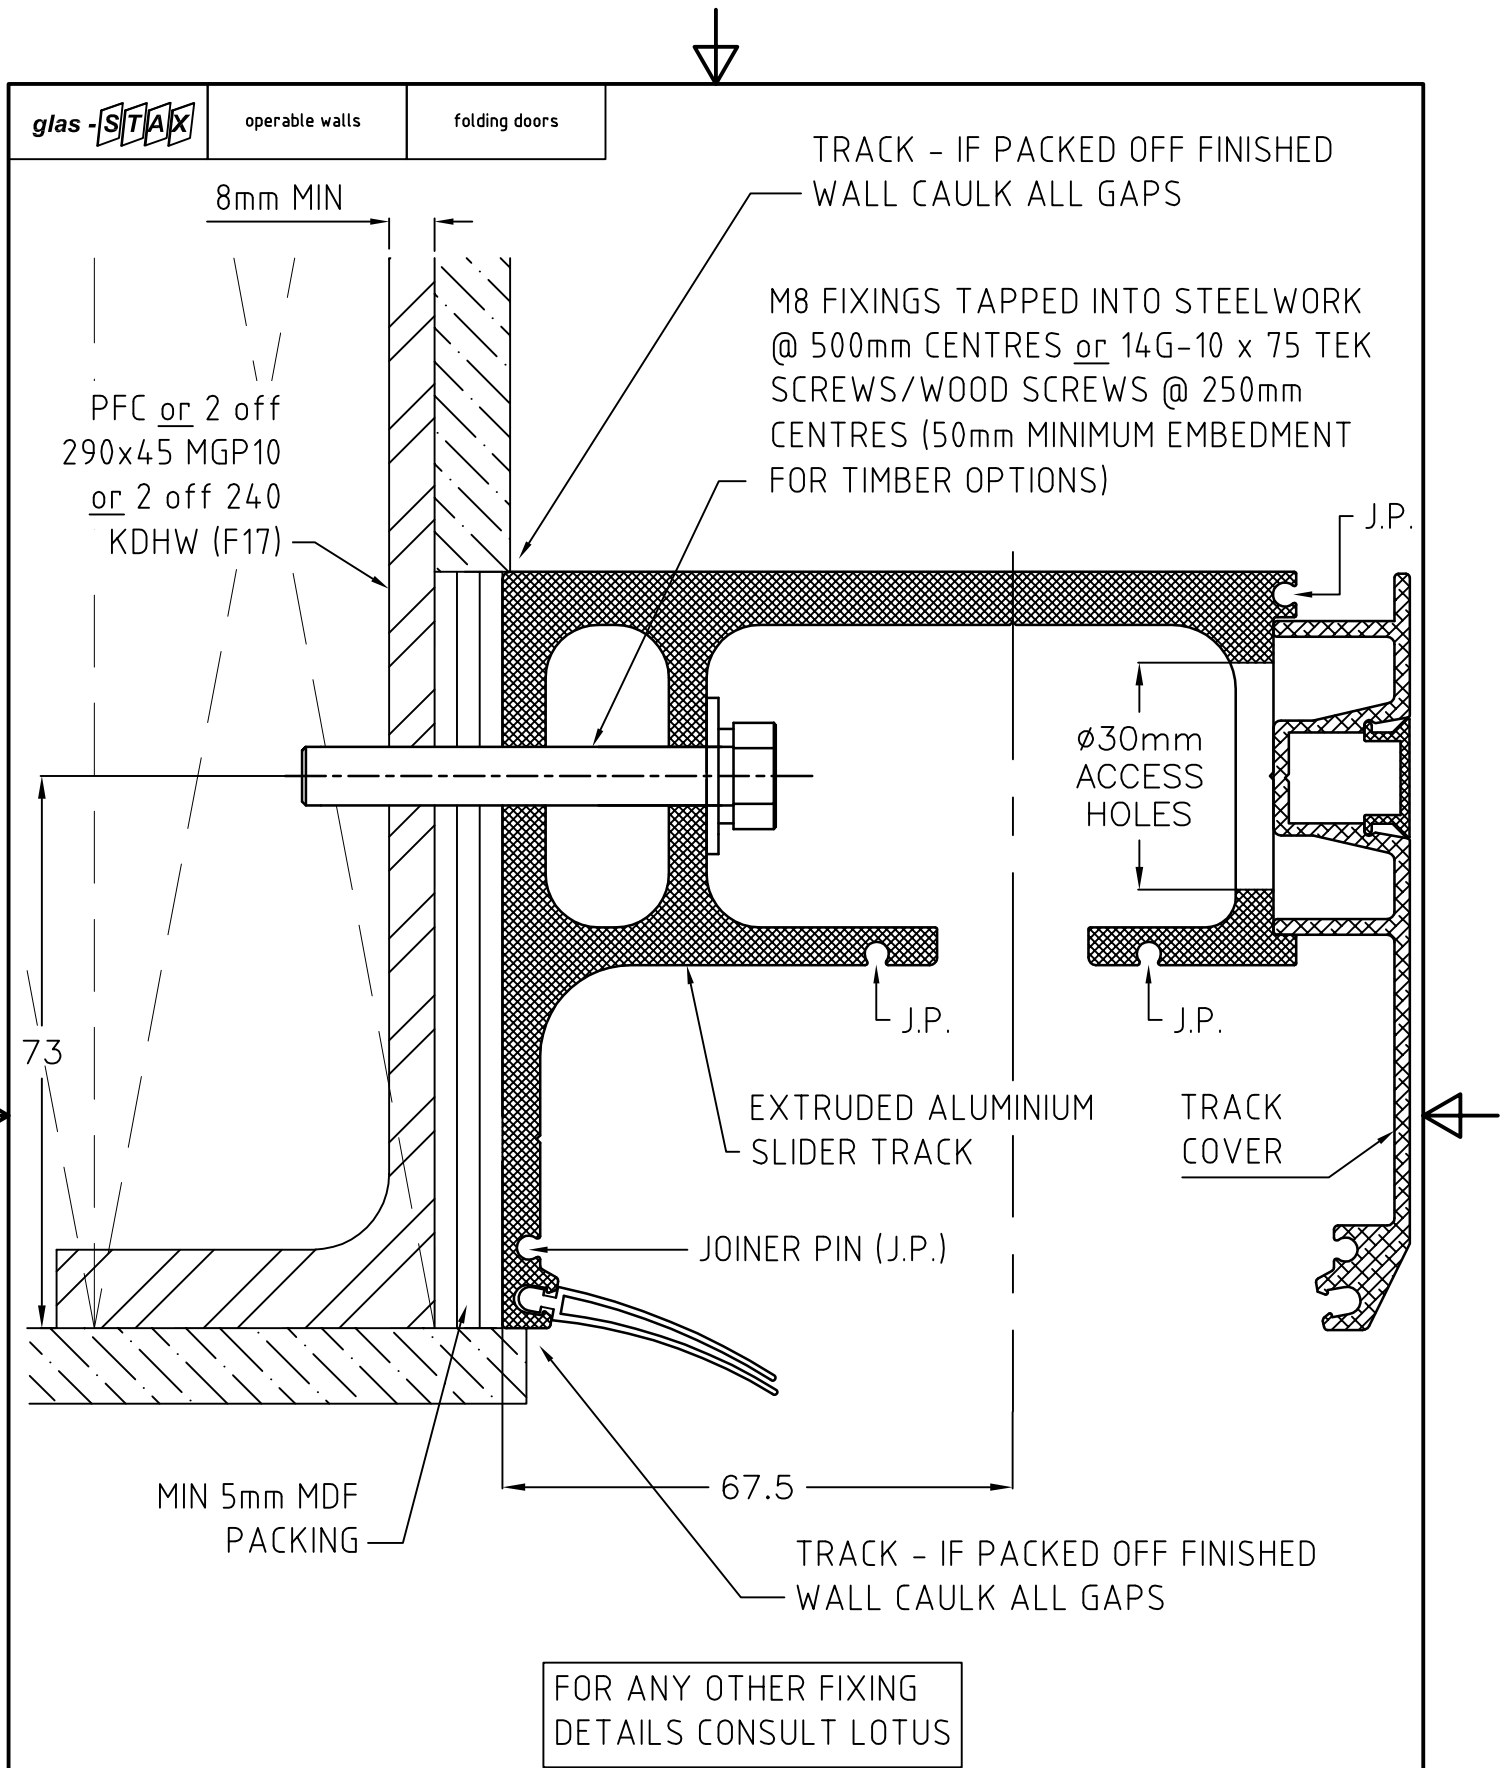 glas - STAX
operable walls
folding doors
TRACK - IF PACKED OFF FINISHED
WALL CAULK ALL GAPS
8mm MIN
M8 FIXINGS TAPPED INTO STEELWORK
@ 500mm CENTRES or 14G-10 x 75 TEK
SCREWS/WOOD SCREWS @ 250mm
CENTRES (50mm MINIMUM EMBEDMENT
FOR TIMBER OPTIONS)
PFC or 2 off
290x45 MGP10
or 2 off 240
KDHW (F17)
J.P.
ø30mm
ACCESS
HOLES
J.P.
J.P.
73
EXTRUDED ALUMINIUM
SLIDER TRACK
TRACK
COVER
JOINER PIN (J.P.)
67.5
MIN 5mm MDF
PACKING
TRACK - IF PACKED OFF FINISHED
WALL CAULK ALL GAPS
FOR ANY OTHER FIXING
DETAILS CONSULT LOTUS